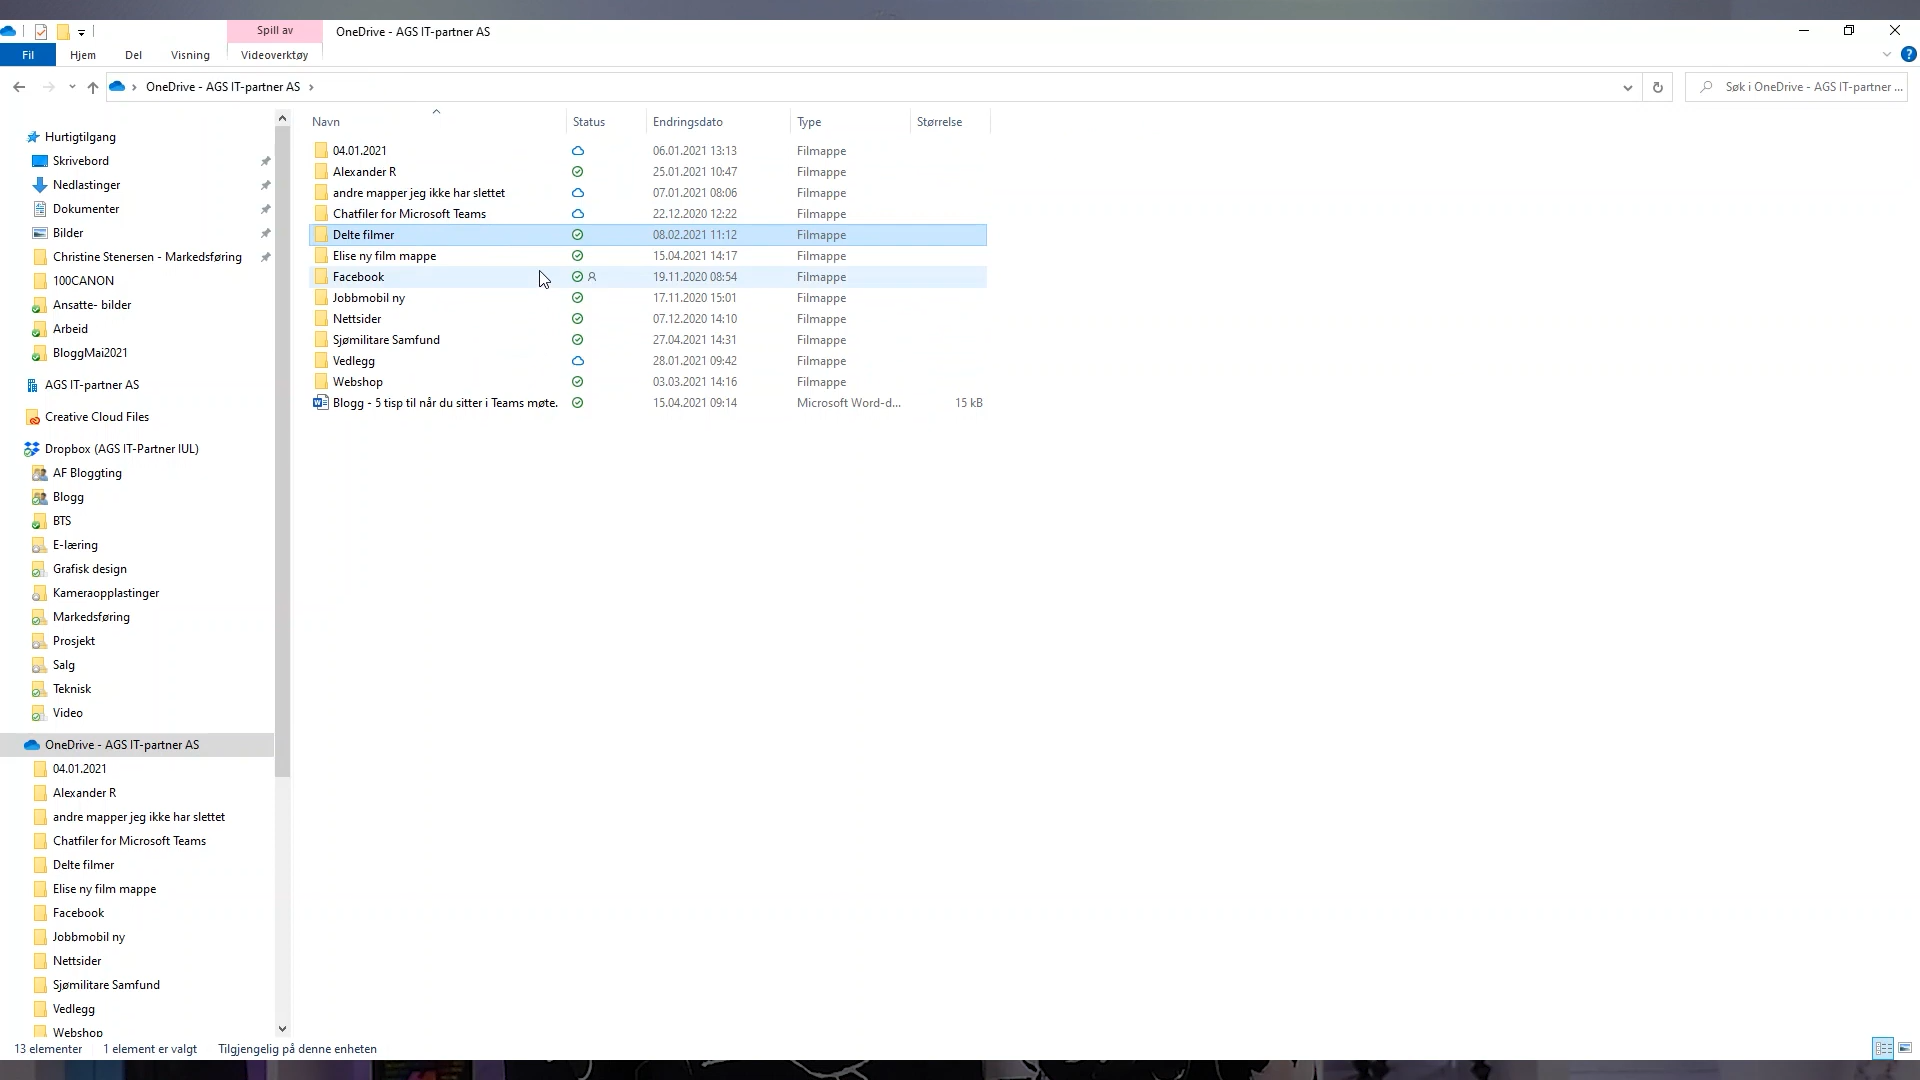 Spill av
OneDrive - AGS IT-partner AS
Fil
Hjem
Del
Visning
Videoverktøy
OneDrive - AGS IT-partner AS
Søk i OneDrive - AGS IT-partner ...
Navn
Status
Endringsdato
Type
Størrelse
04.01.2021 06.01.2021 13:13 Filmappe
Alexander R 25.01.2021 10:47 Filmappe
andre mapper jeg ikke har slettet 07.01.2021 08:06 Filmappe
Chatfiler for Microsoft Teams 22.12.2020 12:22 Filmappe
Delte filmer 08.02.2021 11:12 Filmappe
Elise ny film mappe 15.04.2021 14:17 Filmappe
Facebook 19.11.2020 08:54 Filmappe
Jobbmobil ny 17.11.2020 15:01 Filmappe
Nettsider 07.12.2020 14:10 Filmappe
Sjømilitare Samfund 27.04.2021 14:31 Filmappe
Vedlegg 28.01.2021 09:42 Filmappe
Webshop 03.03.2021 14:16 Filmappe
Blogg - 5 tisp til når du sitter i Teams møte. 15.04.2021 09:14 Microsoft Word-d... 15 kB
Hurtigtilgang
Skrivebord
Nedlastinger
Dokumenter
Bilder
Christine Stenersen - Markedsføring
100CANON
Ansatte- bilder
Arbeid
BloggMai2021
AGS IT-partner AS
Creative Cloud Files
Dropbox (AGS IT-Partner IUL)
AF Bloggting
Blogg
BTS
E-læring
Grafisk design
Kameraopplastinger
Markedsføring
Prosjekt
Salg
Teknisk
Video
OneDrive - AGS IT-partner AS
04.01.2021
Alexander R
andre mapper jeg ikke har slettet
Chatfiler for Microsoft Teams
Delte filmer
Elise ny film mappe
Facebook
Jobbmobil ny
Nettsider
Sjømilitare Samfund
Vedlegg
Webshop
13 elementer
1 element er valgt
Tilgjengelig på denne enheten